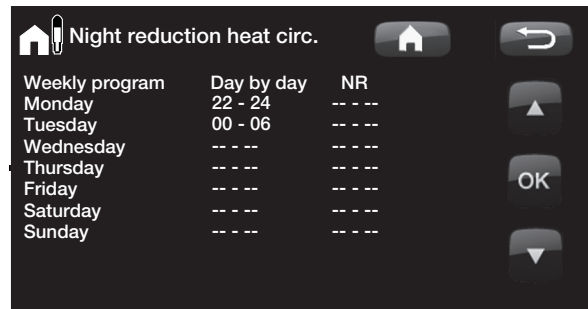 Night reduction heat circ.
Weekly program Day by day NR
Monday 22 - 24 -- - --
Tuesday 00 - 06 -- - --
Wednesday -- - -- -- - --
Thursday -- - -- -- - --
Friday -- - -- -- - --
Saturday -- - -- -- - --
Sunday -- - -- -- - --
OK